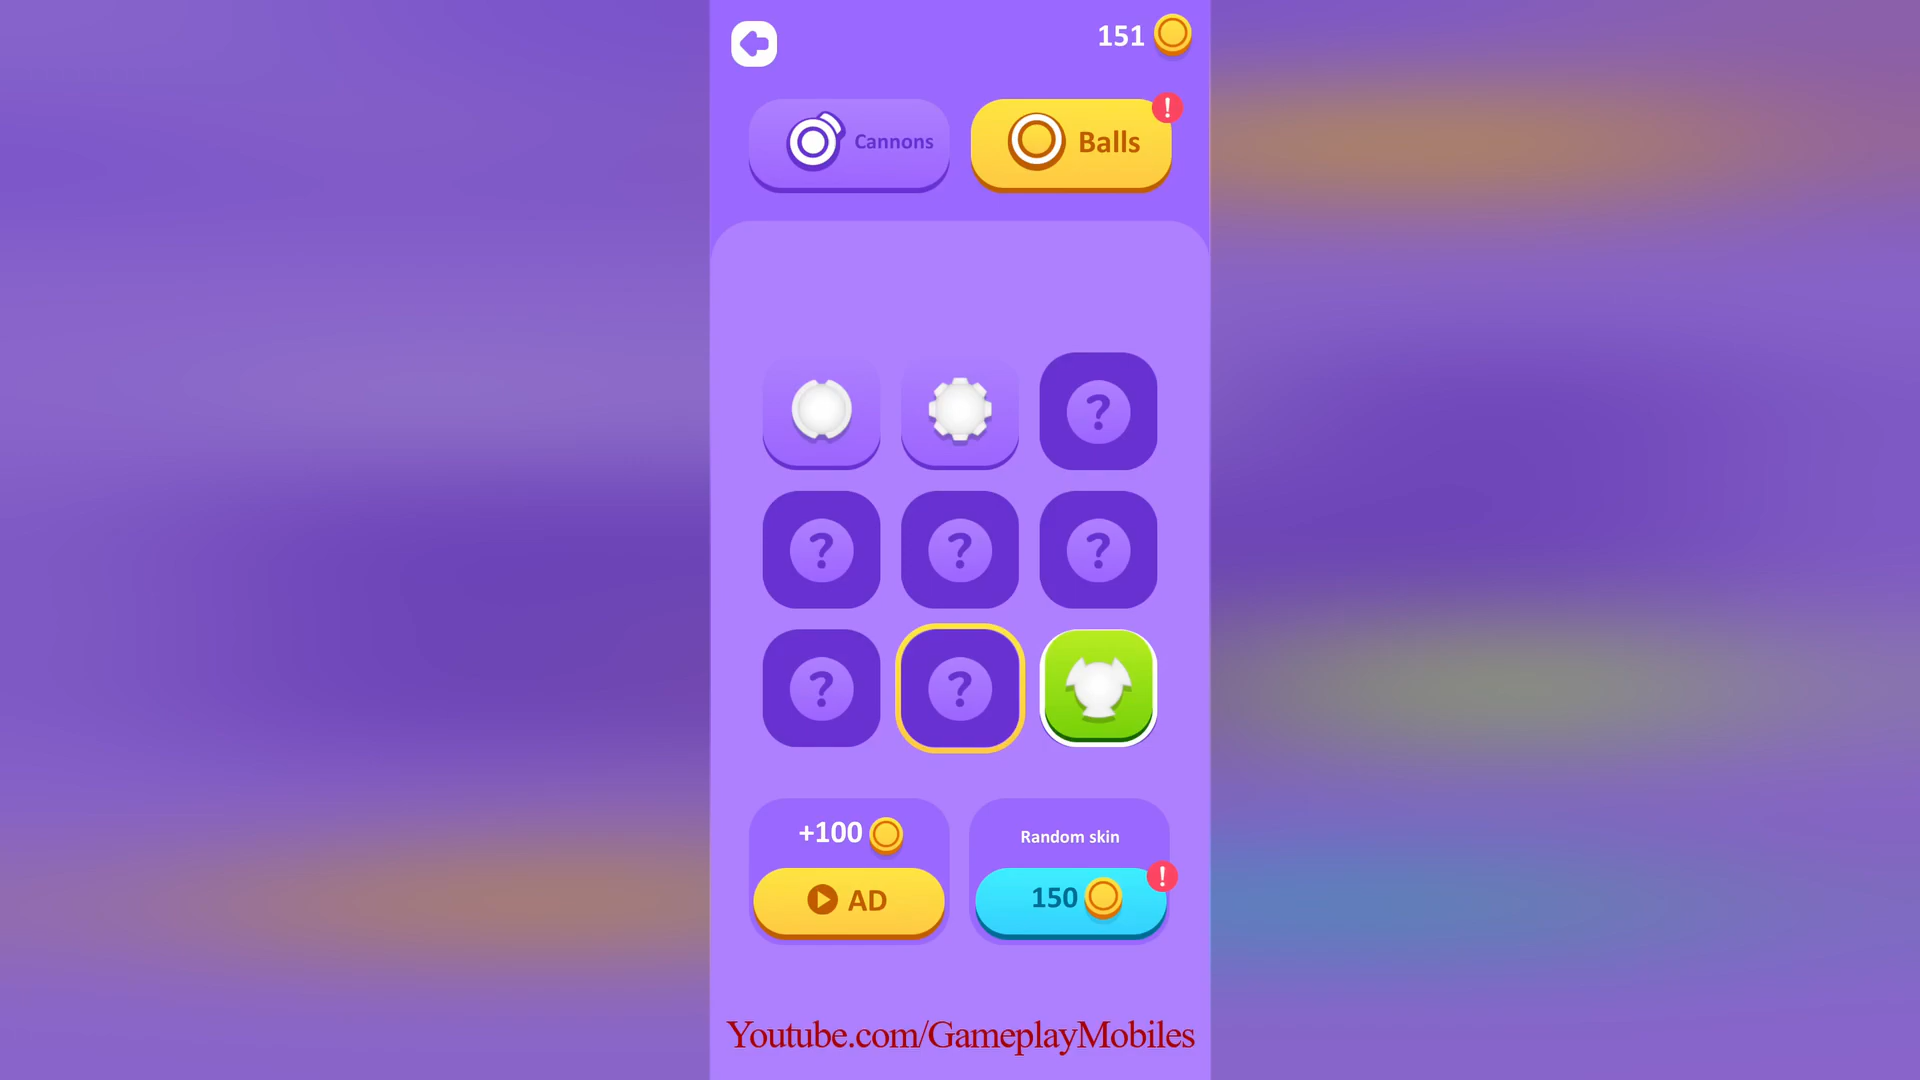 151
Cannons
!
Balls
?
? ? ?
? ?
+100
Random skin
AD
150
!
Youtube.com/GameplayMobiles